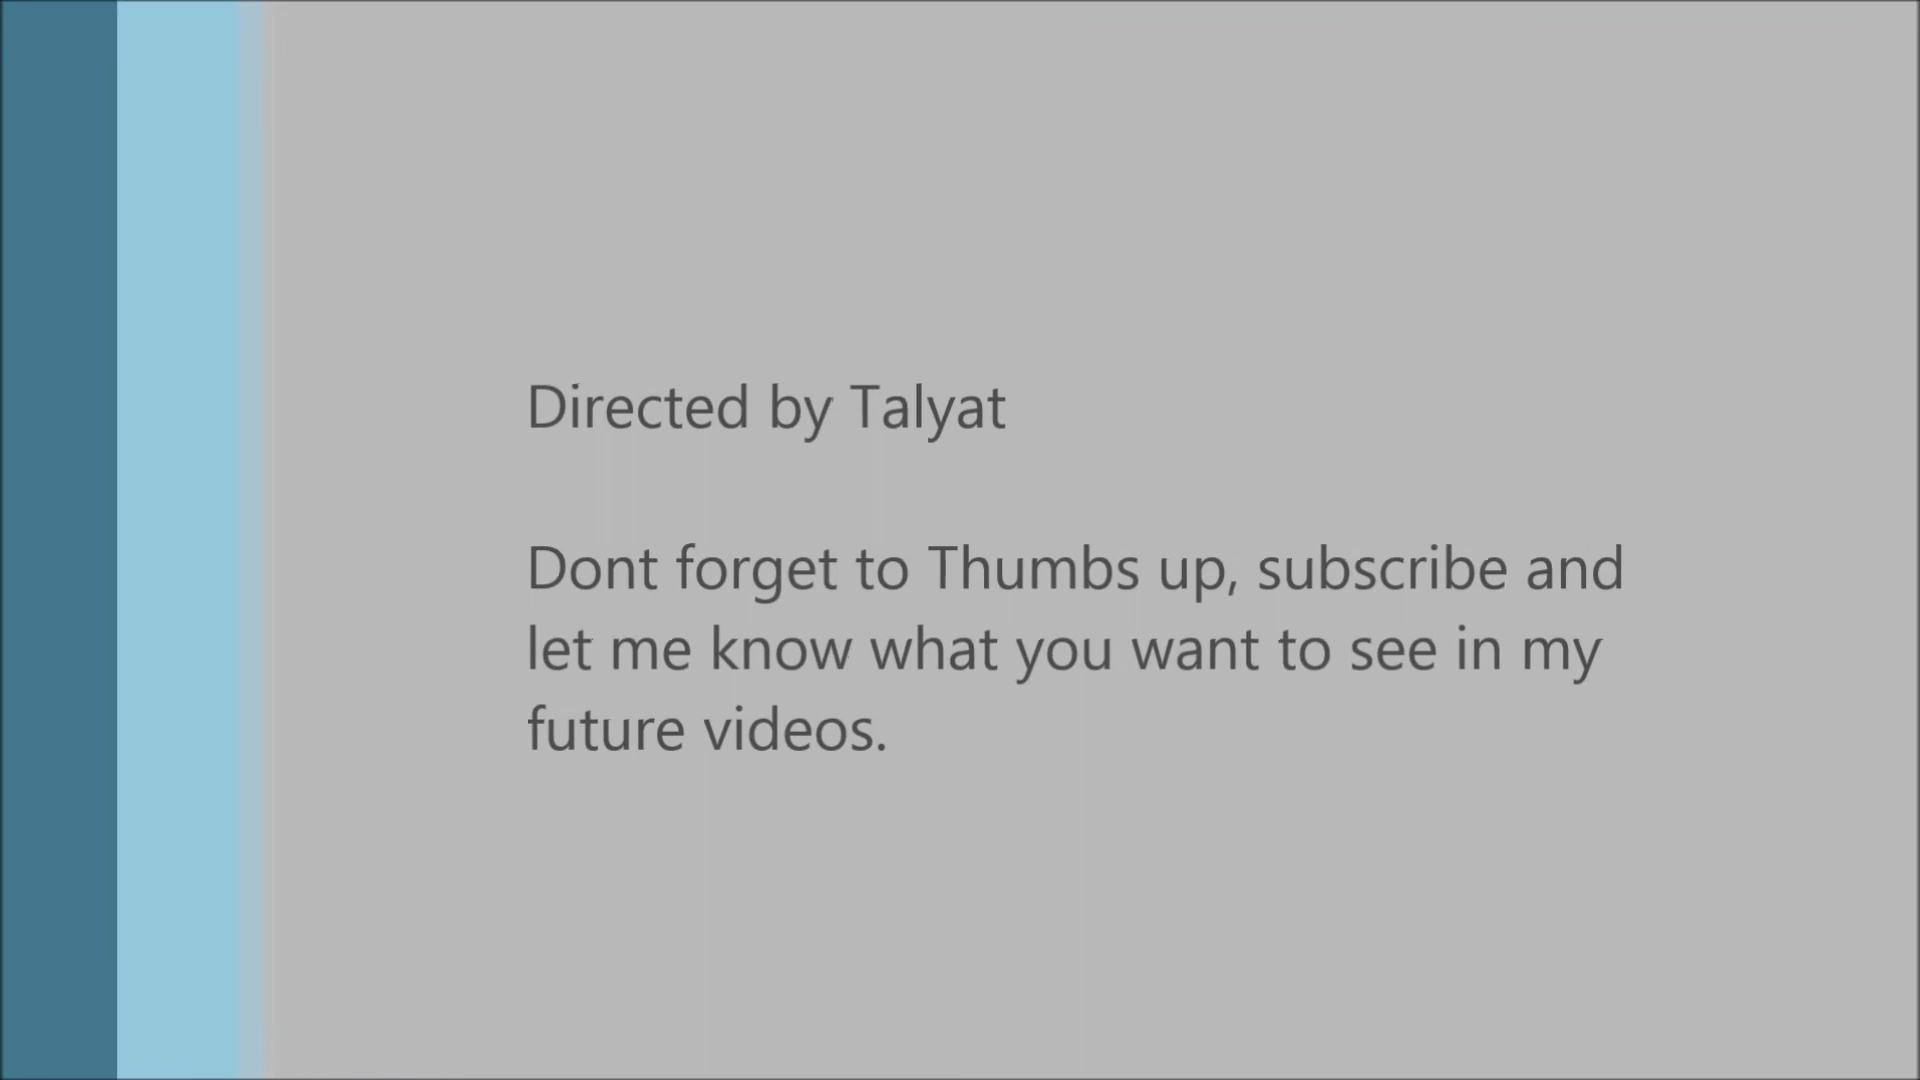 Directed by Talyat
Dont forget to Thumbs up, subscribe and
let me know what you want to see in my
future videos.